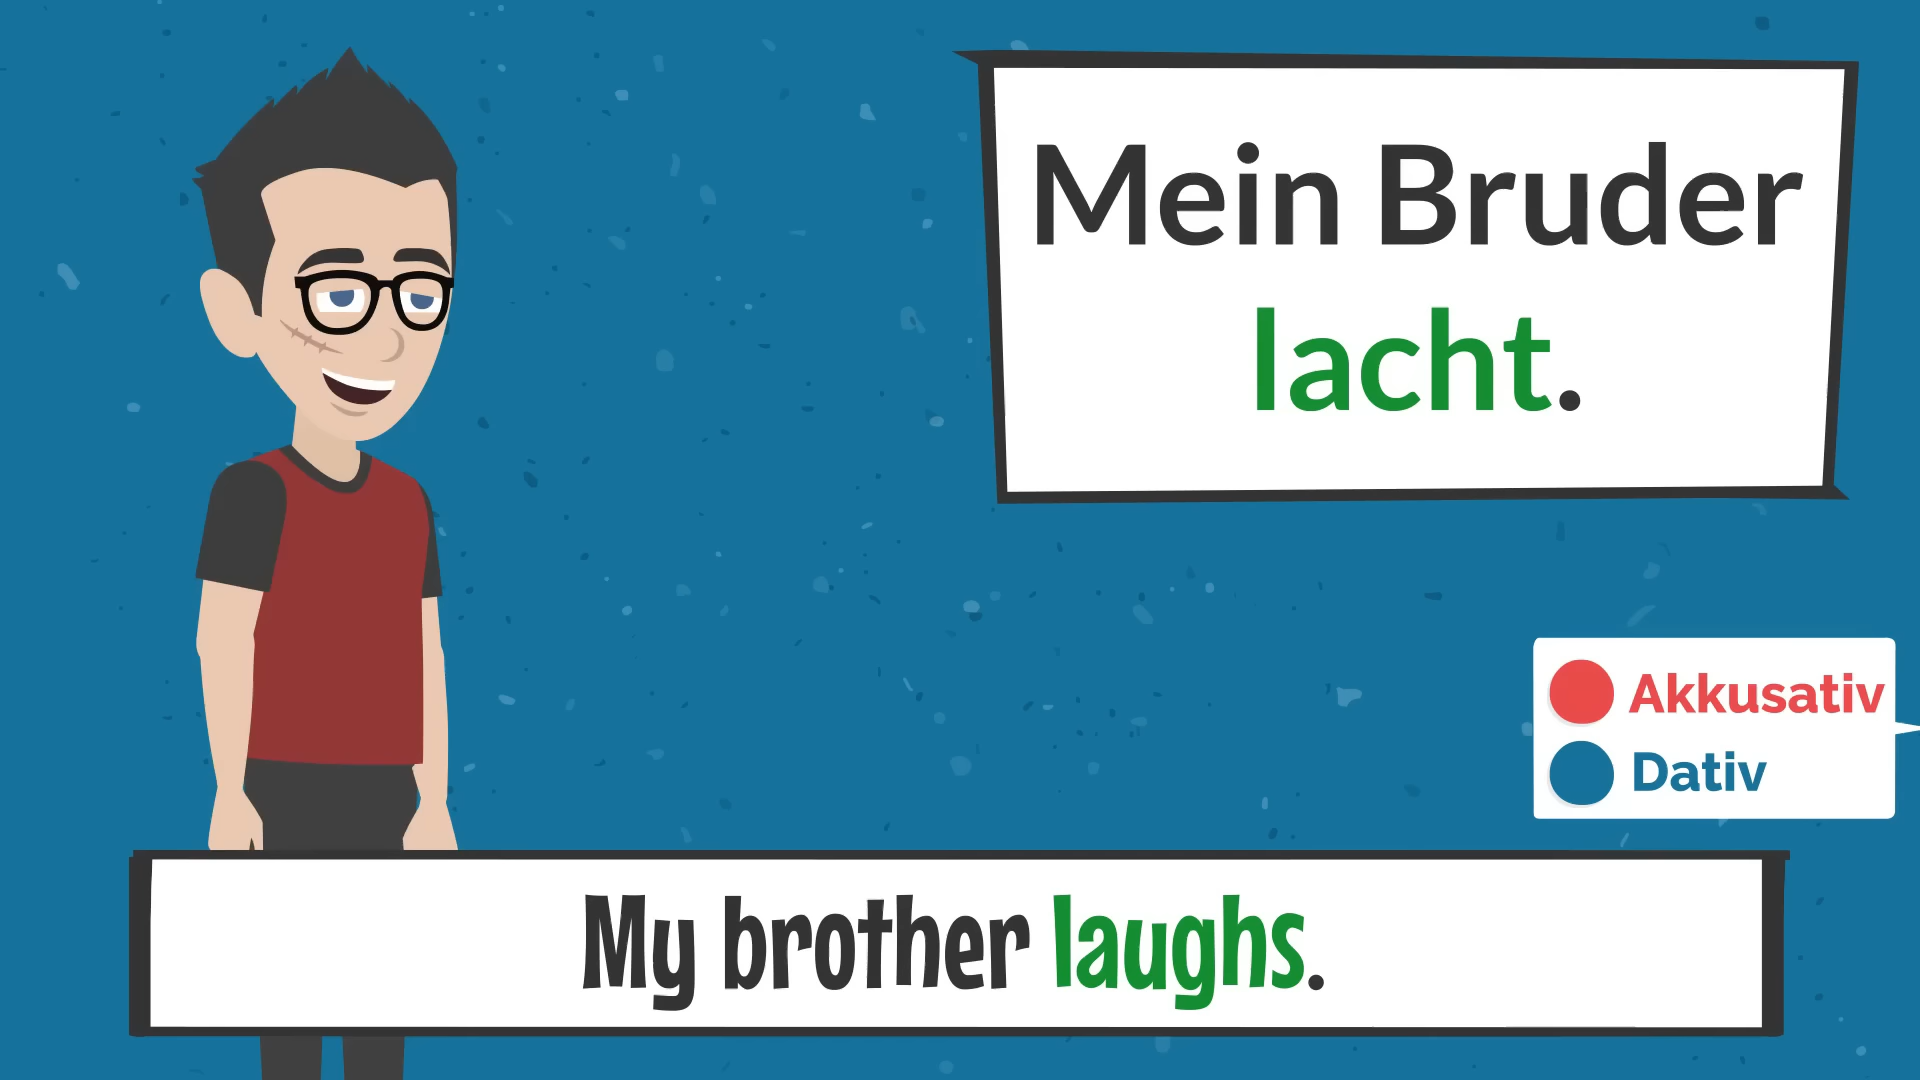 Mein Bruder
lacht.
Akkusativ
Dativ
My brother laughs.